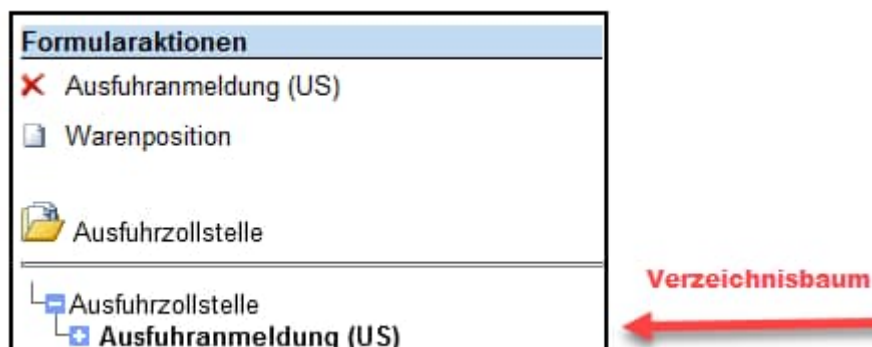 Formularaktionen
Ausfuhranmeldung (US)
Warenposition
Ausfuhrzollstelle
Ausfuhrzollstelle
Verzeichnisbaum
Ausfuhranmeldung (US)